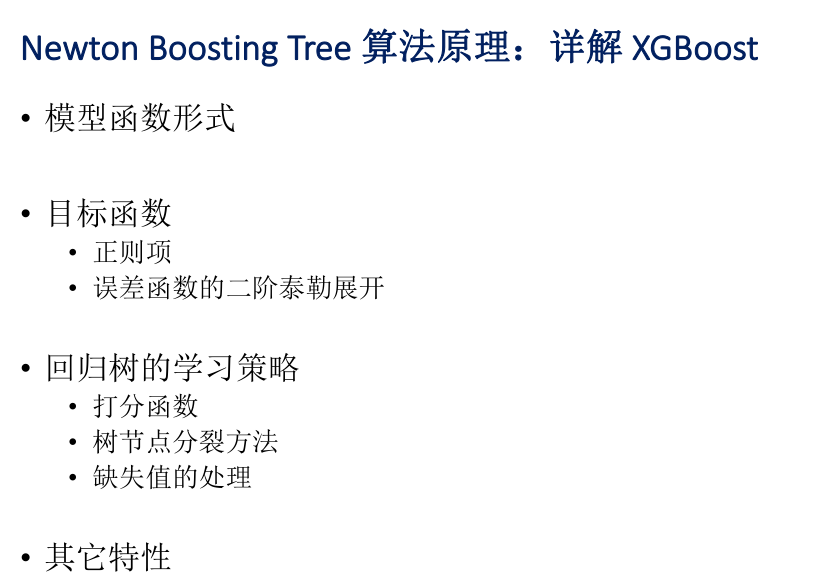 Newton Boosting Tree 算法原理：详解 XGBoost
• 模型函数形式
• 目标函数
• 正则项
• 误差函数的二阶泰勒展开
• 回归树的学习策略
• 打分函数
• 树节点分裂方法
• 缺失值的处理
• 其它特性